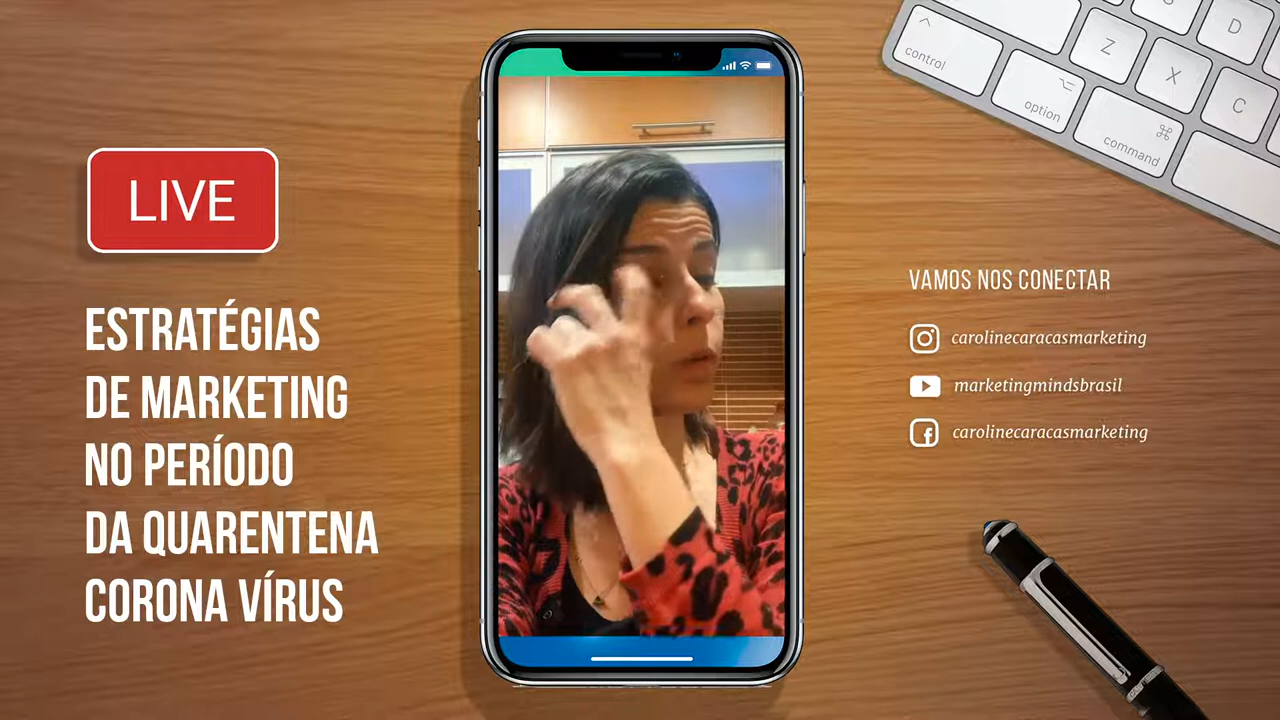 LIVE
ESTRATÉGIAS
DE MARKETING
NO PERÍODO
DA QUARENTENA
CORONA VÍRUS
VAMOS NOS CONECTAR
carolinecaracasmarketing
marketingmindsbrasil
carolinecaracasmarketing
control
option
command
Z
X
C
S
D